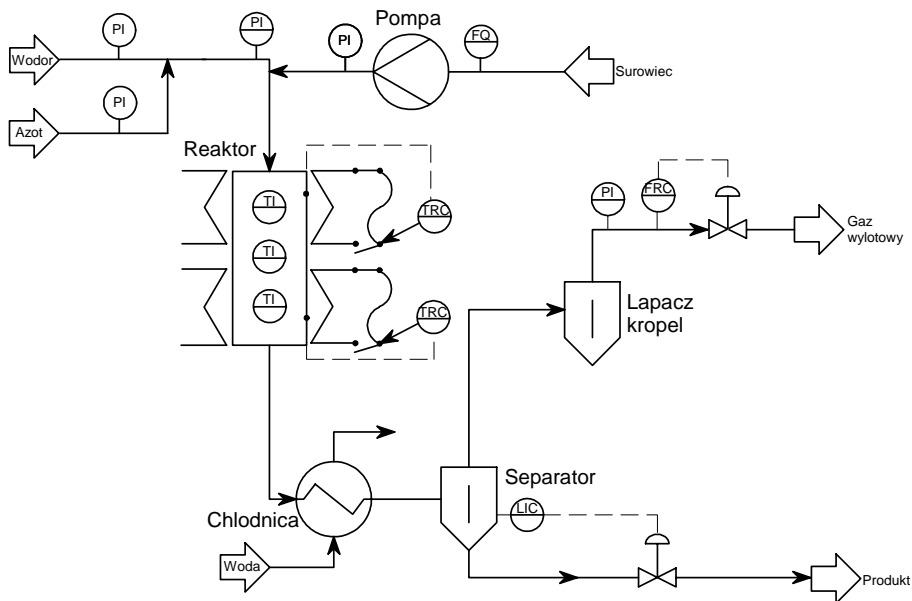 Pompa
PI
PI
PI
FQ
Wodor
Surowiec
PI
Azot
Reaktor
TI
TRC
PI
FRC
Gaz
wylotowy
TI
TI
TRC
Lapacz
kropel
Separator
Chlodnica
LIC
Woda
Produkt